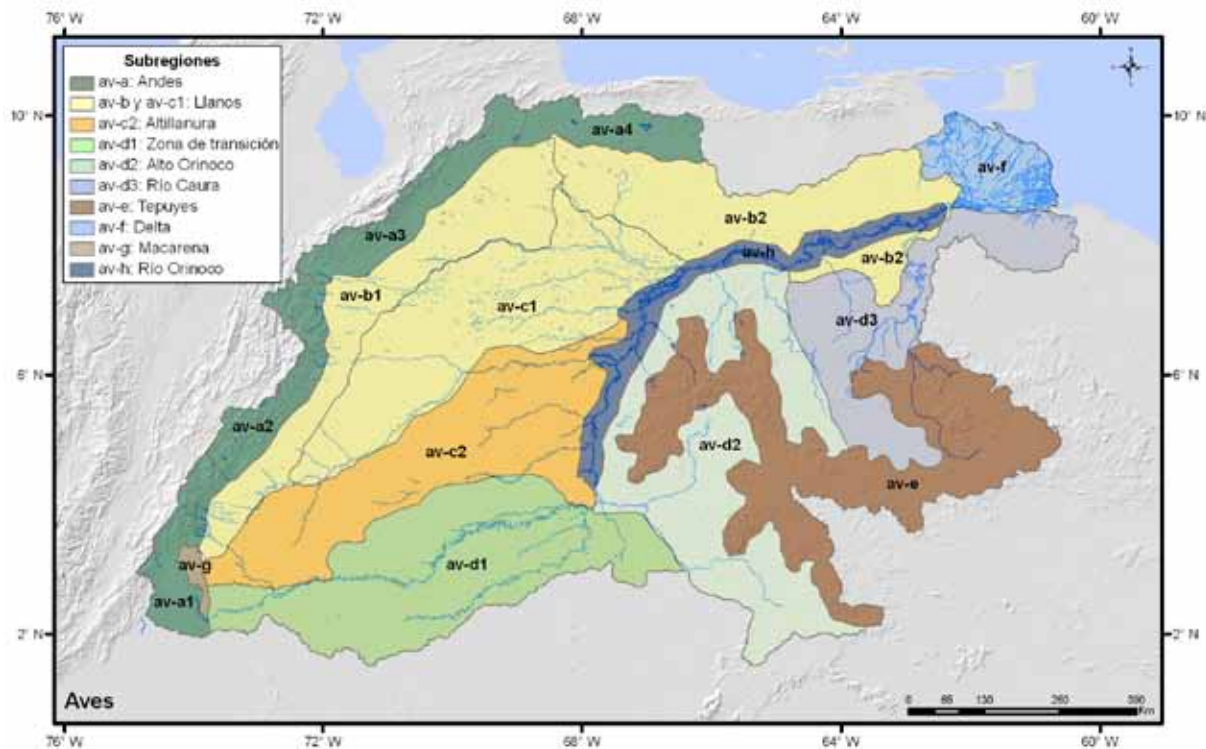 76° W 72° W 68° W 64° W 60° W
Subregiones
av-a: Andes
av-b y av-c1: Llanos
av-c2: Altillanura
av-d1: Zona de transición
av-d2: Alto Orinoco
av-d3: Río Caura
av-e: Tepuyes
av-f: Delta
av-g: Macarena
av-h: Río Orinoco
10° N 10° N
av-a4
av-f
av-b2
av-a3
av-h
av-b2
av-b1
av-c1
av-d3
6° N 6° N
av-a2
av-c2
av-d2
av-e
av-g
av-d1
av-a1
2° N 2° N
Aves
0 65 130 260 390
Km
76° W 72° W 68° W 64° W 60° W